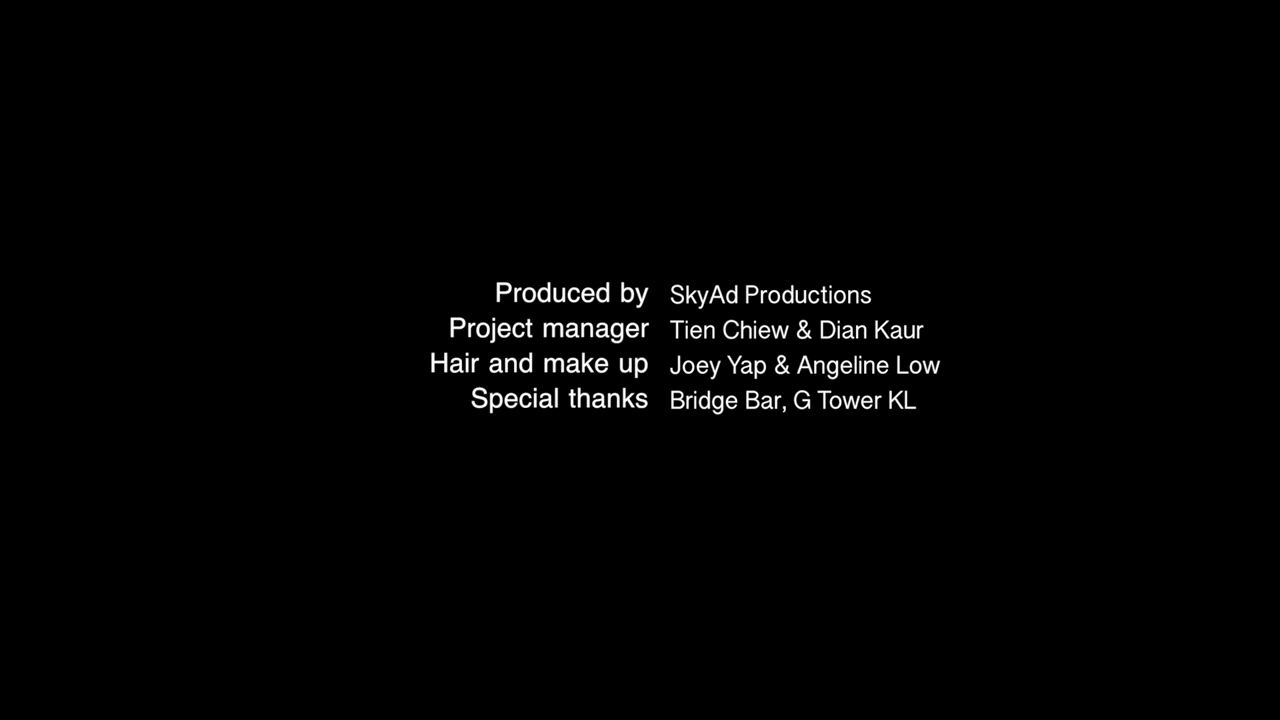 Produced by SkyAd Productions
Project manager Tien Chiew & Dian Kaur
Hair and make up Joey Yap & Angeline Low
Special thanks Bridge Bar, G Tower KL